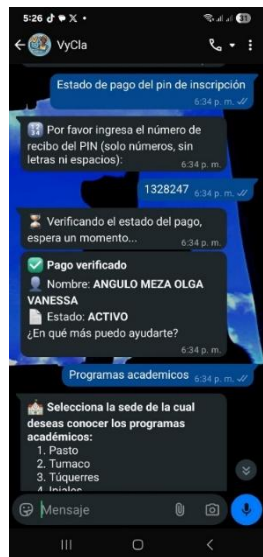 5:26
VyCla
Estado de pago del pin de inscripción
6:34 p. m.
Por favor ingresa el número de
recibo del PIN (solo números, sin
letras ni espacios):
6:34 p. m.
1328247 6:34 p. m.
Verificando el estado del pago,
espera un momento...
6:34 p. m.
Pago verificado
Nombre: ANGULO MEZA OLGA
VANESSA
Estado: ACTIVO
¿En qué más puedo ayudarte?
6:34 p. m.
Programas academicos 6:34 p. m.
Selecciona la sede de la cual
deseas conocer los programas
académicos:
1. Pasto
2. Tumaco
3. Túquerres
4. Ipiales
Mensaje